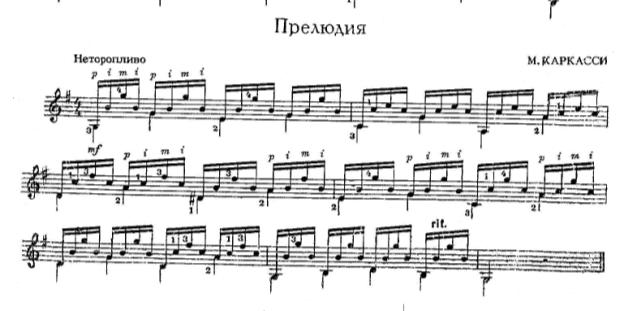 Прелюдия
Неторопливо
М. КАРКАССИ
p i m i p i m i
mf
p i m i p i m i p i m i p i m i
rit.